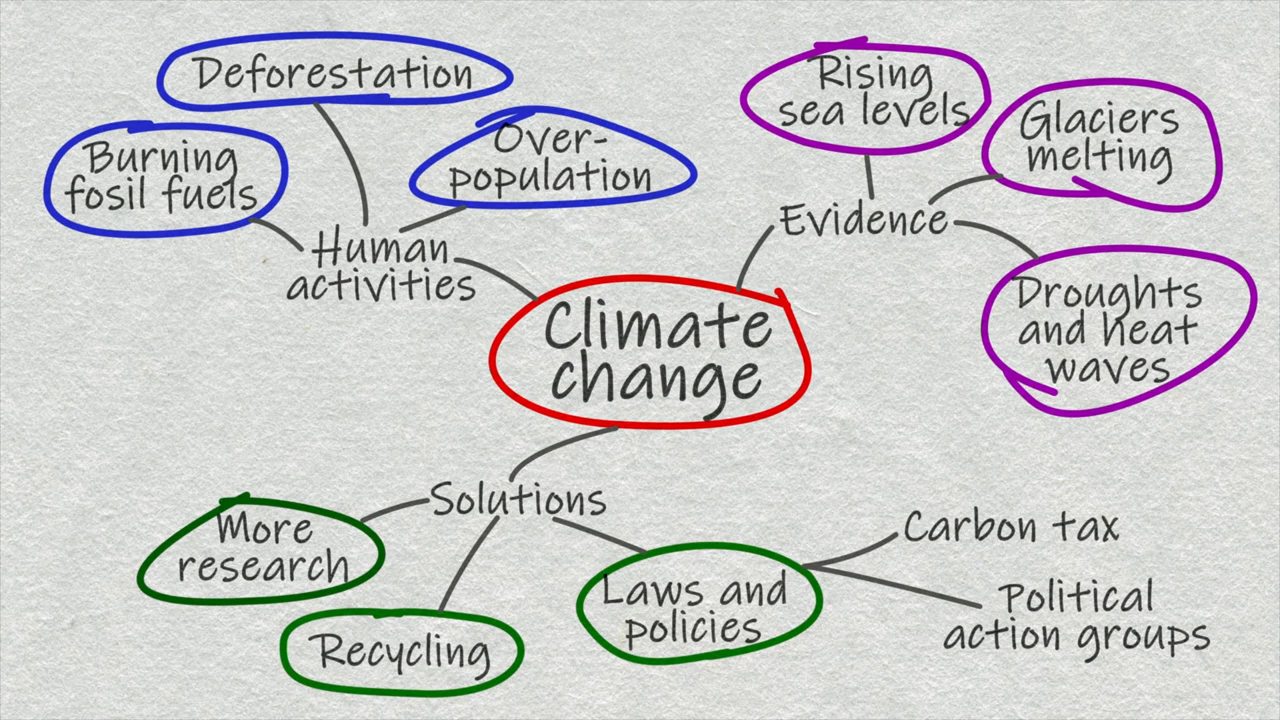 Deforestation
Burning
fosil fuels
Over-
population
Human
activities
Rising
sea levels
Glaciers
melting
Evidence
Droughts
and heat
waves
Climate
change
Solutions
More
research
Recycling
Laws and
policies
Carbon tax
Political
action groups